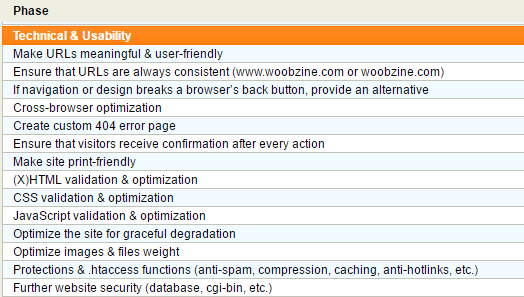 Phase
Technical & Usability
Make URLs meaningful & user-friendly
Ensure that URLs are always consistent (www.woobzine.com or woobzine.com)
If navigation or design breaks a browser's back button, provide an alternative
Cross-browser optimization
Create custom 404 error page
Ensure that visitors receive confirmation after every action
Make site print-friendly
(X)HTML validation & optimization
CSS validation & optimization
JavaScript validation & optimization
Optimize the site for graceful degradation
Optimize images & files weight
Protections & .htaccess functions (anti-spam, compression, caching, anti-hotlinks, etc.)
Further website security (database, cgi-bin, etc.)